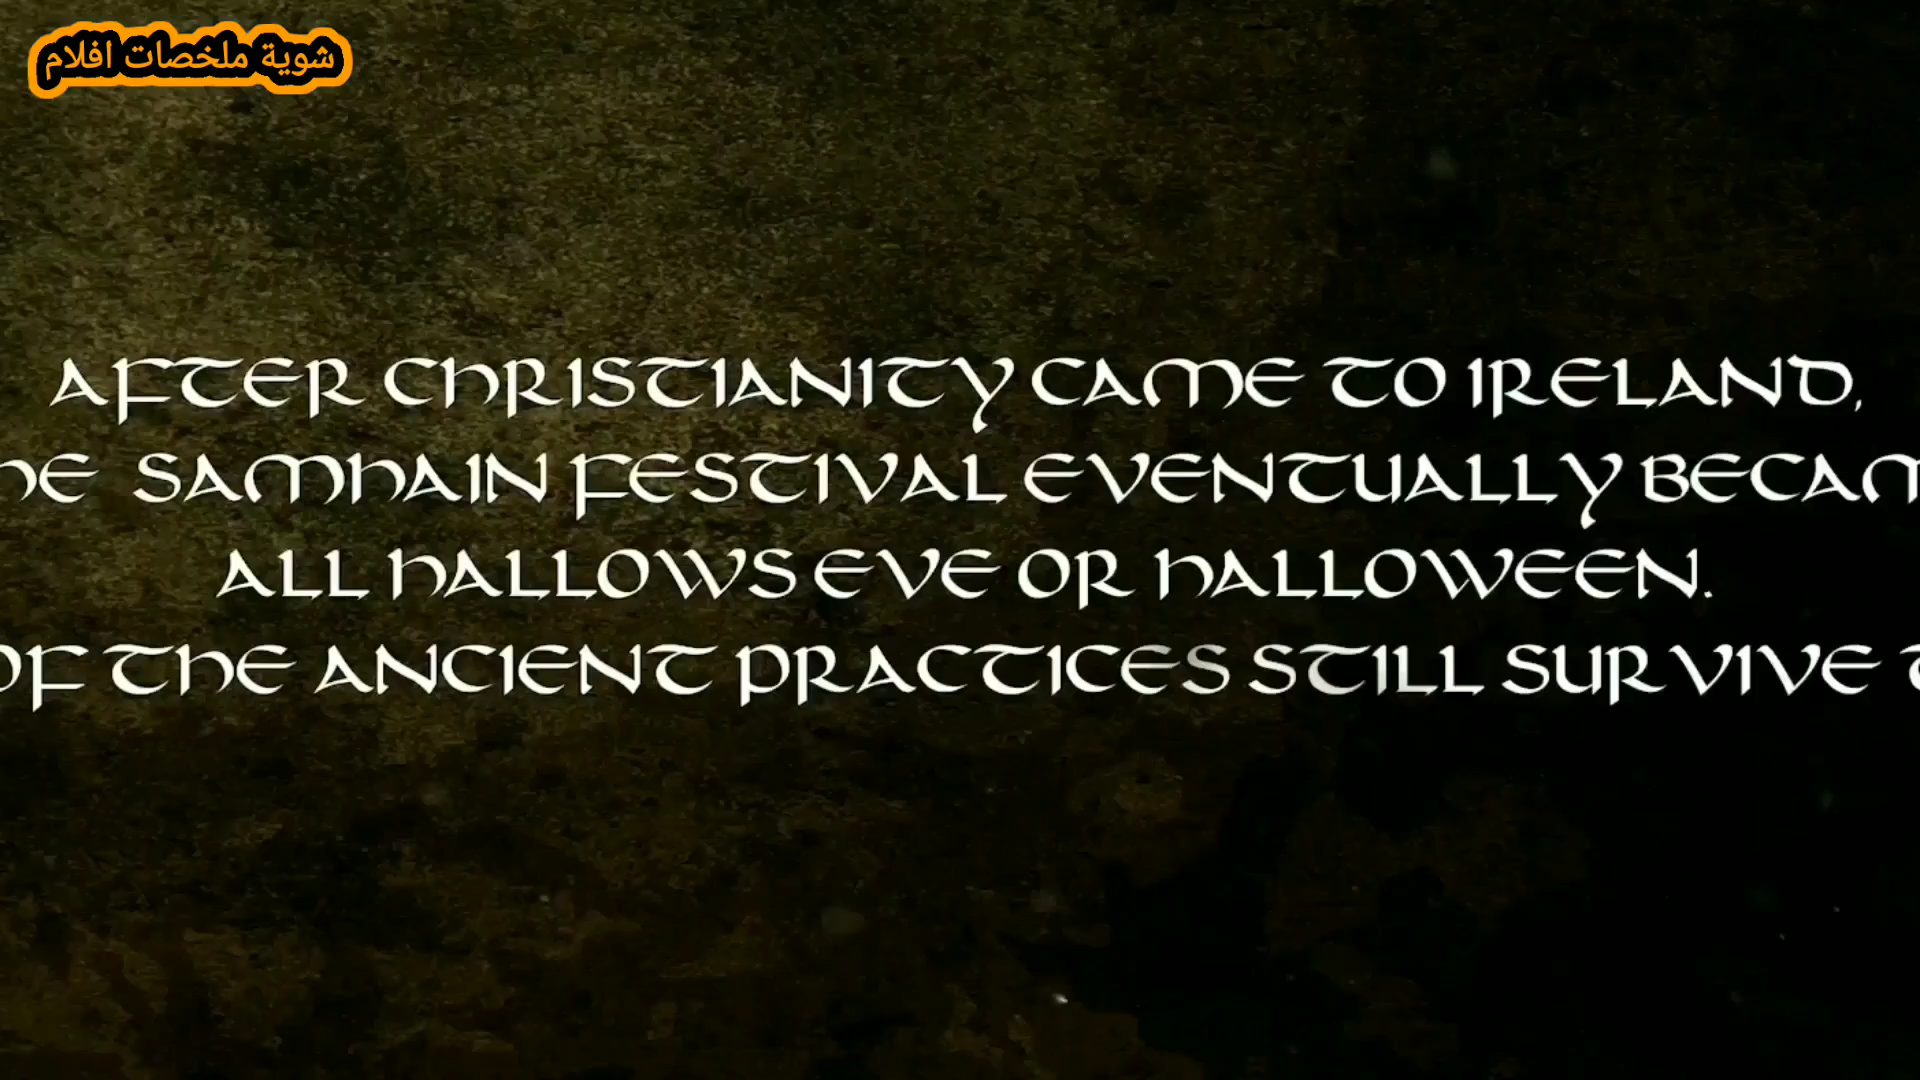 شوية ملخصات افلام
AFTER CHRISTIANITY CAME TO IRELAND,
SAMHAIN FESTIVAL EVENTUALLY
ALL HALLOWS EVE OR HALLOWEEN.
OF THE ANCIENT PRACTICES STILL SURVIVE